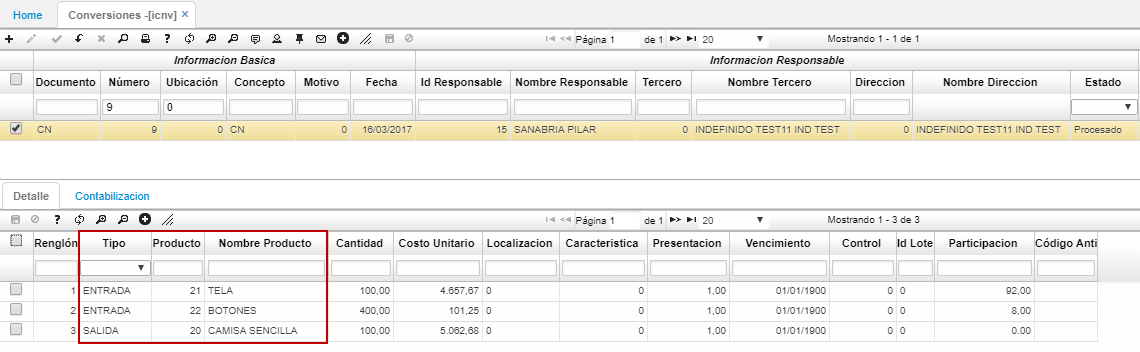 Home Conversiones -[icnv] ×
Página 1 de 1 20 Mostrando 1 - 1 de 1
Informacion Basica Informacion Responsable
Documento Número Ubicación Concepto Motivo Fecha Id Responsable Nombre Responsable Tercero Nombre Tercero Direccion Nombre Direccion Estado
9 0
CN 9 0 CN 0 16/03/2017 15 SANABRIA PILAR 0 INDEFINIDO TEST11 IND TEST 0 INDEFINIDO TEST11 IND TEST Procesado
Detalle Contabilizacion
Página 1 de 1 20 Mostrando 1 - 3 de 3
Renglón Tipo Producto Nombre Producto Cantidad Costo Unitario Localizacion Caracteristica Presentacion Vencimiento Control Id Lote Participacion Código Anti
1 ENTRADA 21 TELA 100,00 4.657,67 0 0 1,00 01/01/1900 0 0 92,00
2 ENTRADA 22 BOTONES 400,00 101,25 0 0 1,00 01/01/1900 0 0 8,00
3 SALIDA 20 CAMISA SENCILLA 100,00 5.062,68 0 0 1,00 01/01/1900 0 0 0.00